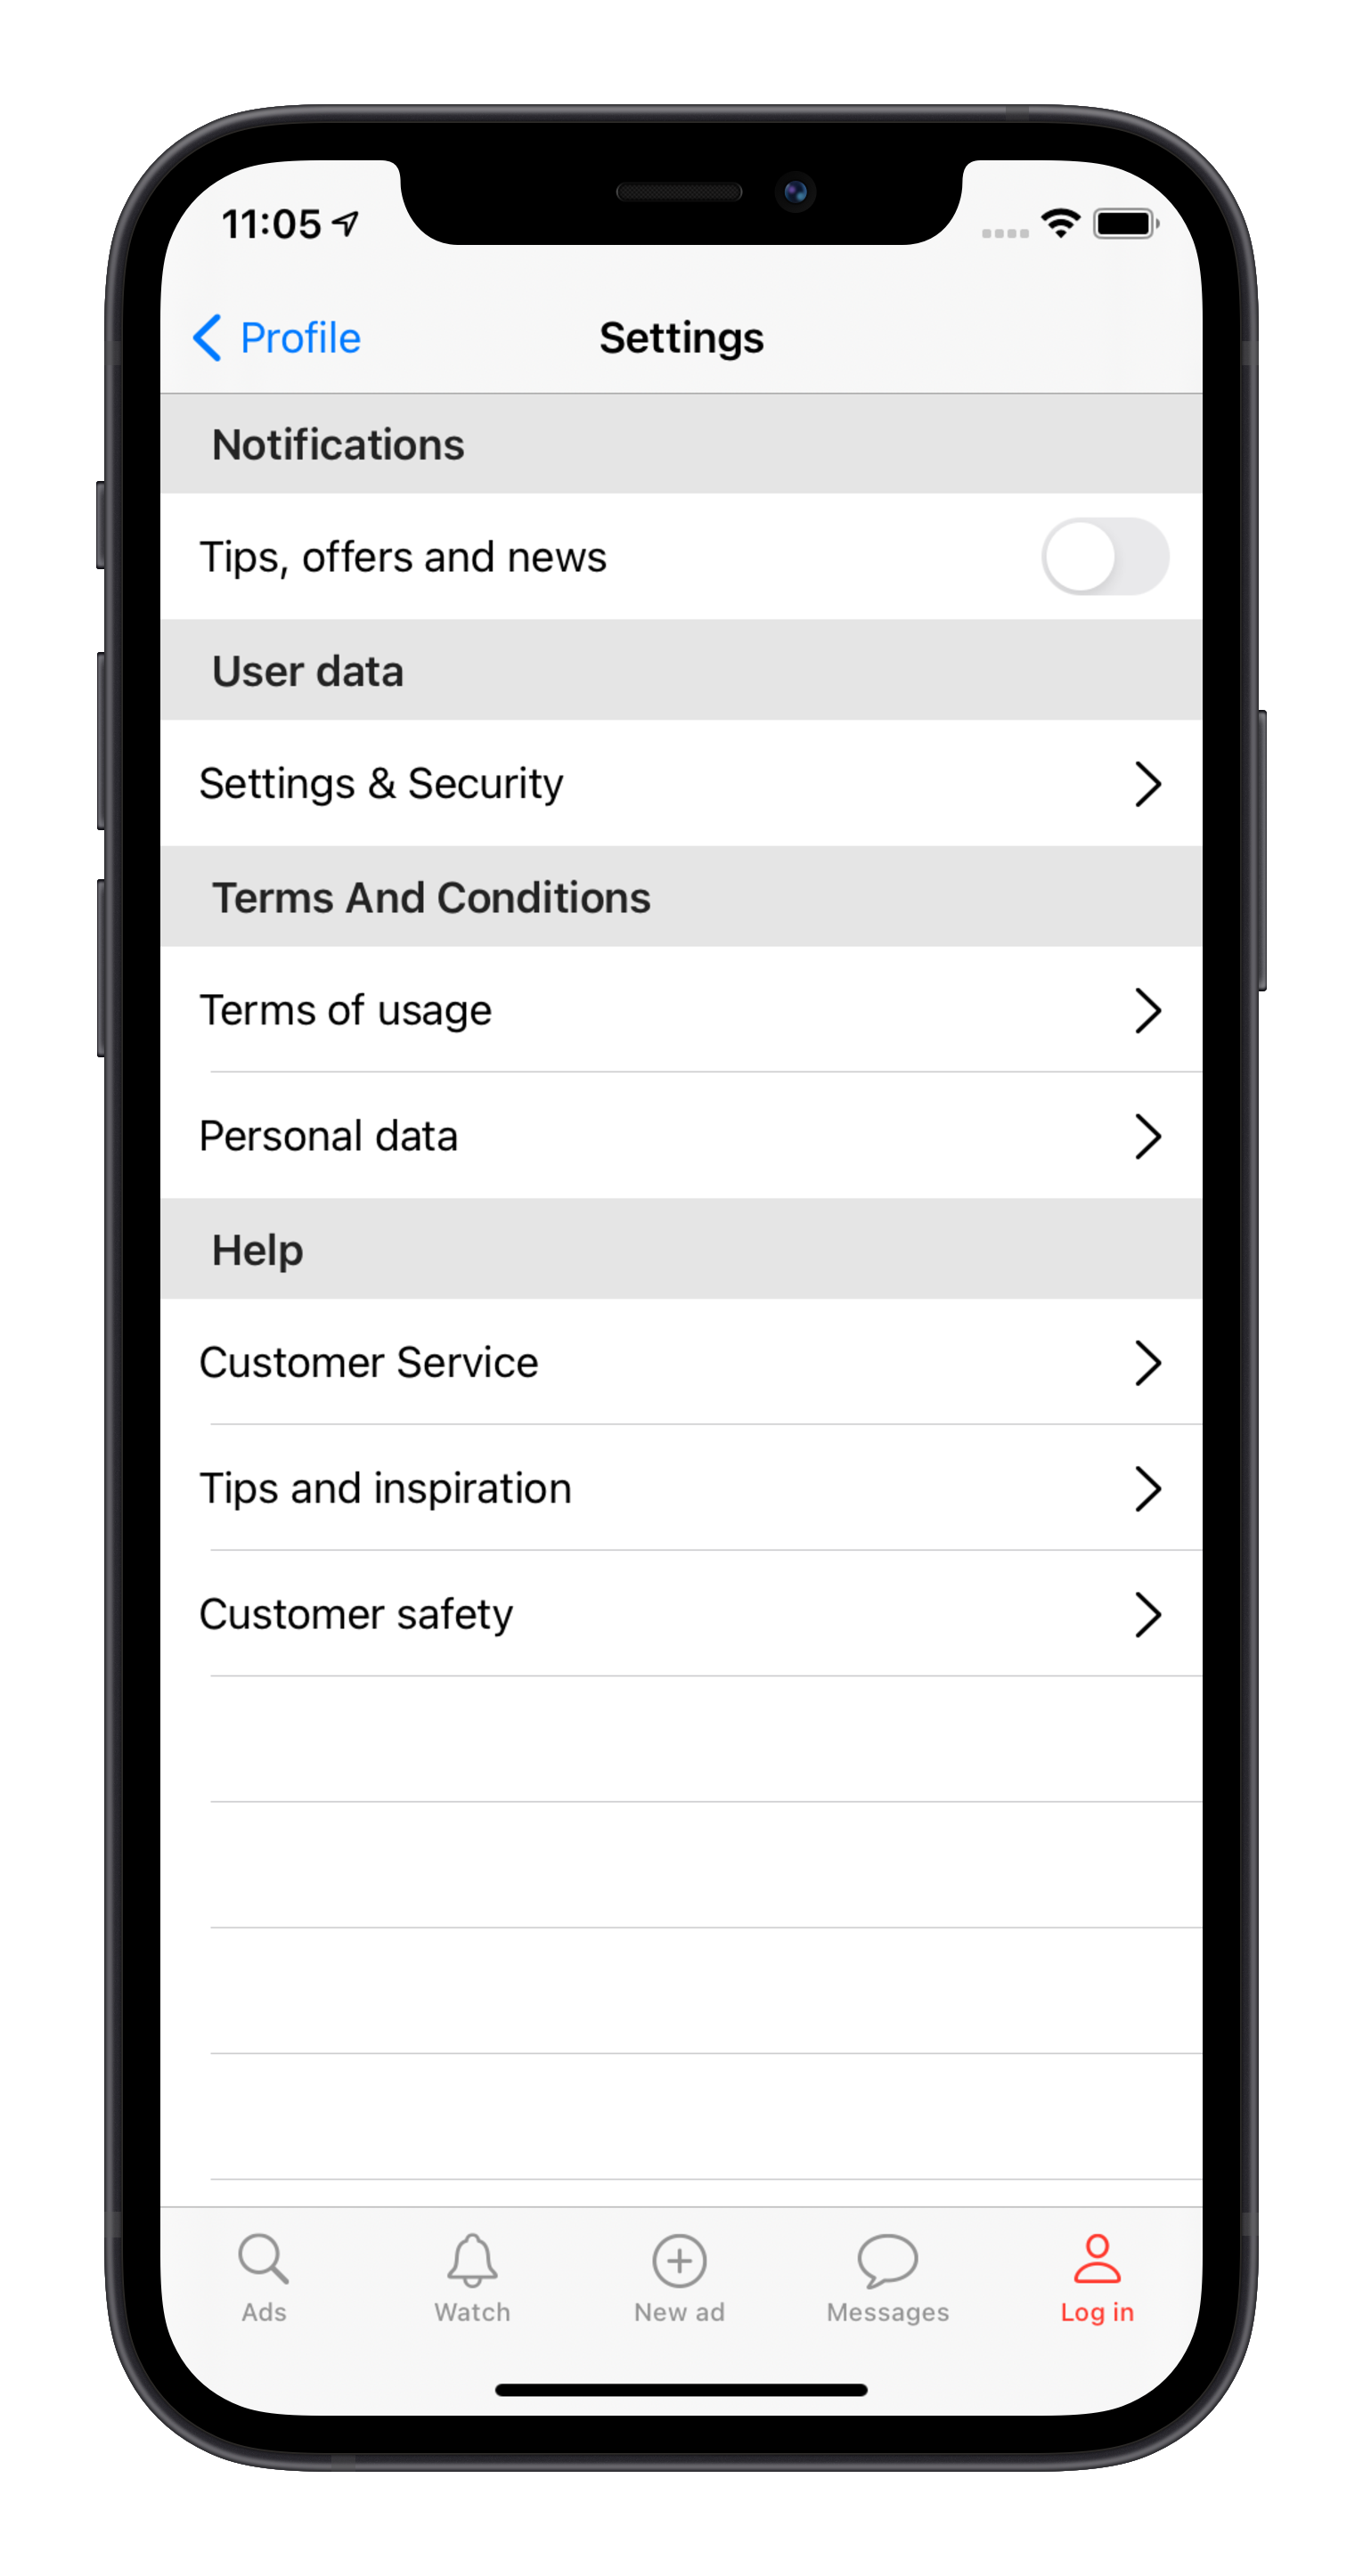 11:05
Profile
Settings
Notifications
Tips, offers and news
User data
Settings & Security
Terms And Conditions
Terms of usage
Personal data
Help
Customer Service
Tips and inspiration
Customer safety
Ads
Watch
New ad
Messages
Log in